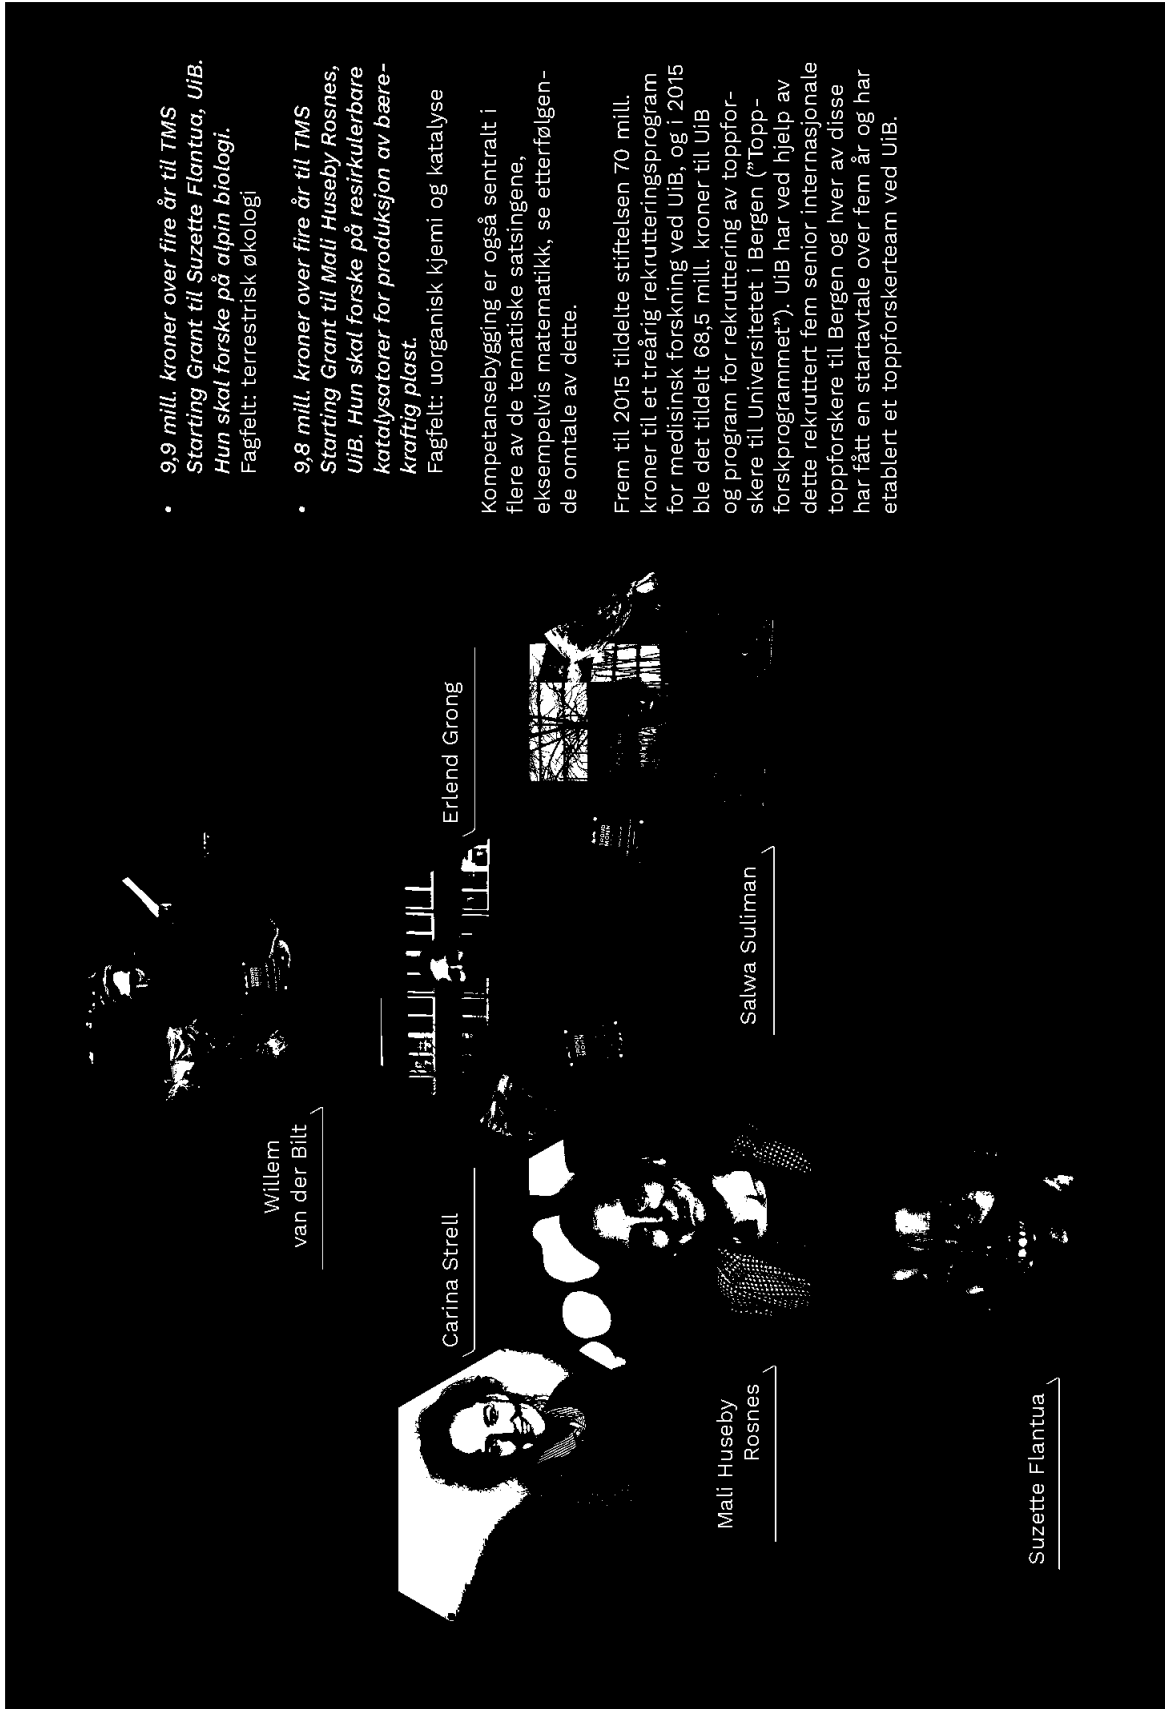 Willem
van der Bilt
Carina Strell
Erlend Grong
Mali Huseby
Rosnes
Salwa Suliman
Suzette Flantua
• 9,9 mill. kroner over fire år til TMS
Starting Grant til Suzette Flantua, UiB.
Hun skal forske på alpin biologi.
Fagfelt: terrestrisk økologi
• 9,8 mill. kroner over fire år til TMS
Starting Grant til Mali Huseby Rosnes,
UiB. Hun skal forske på resirkulerbare
katalysatorer for produksjon av bære-
kraftig plast.
Fagfelt: uorganisk kjemi og katalyse
Kompetansebygging er også sentralt i
flere av de tematiske satsingene,
eksempelvis matematikk, se etterfølgen-
de omtale av dette.
Frem til 2015 tildelte stiftelsen 70 mill.
kroner til et treårig rekrutteringsprogram
for medisinsk forskning ved UiB, og i 2015
ble det tildelt 68,5 mill. kroner til UiB
og program for rekruttering av toppfor-
skere til Universitetet i Bergen (”Topp-
forskprogrammet”). UiB har ved hjelp av
dette rekruttert fem senior internasjonale
toppforskere til Bergen og hver av disse
har fått en startavtale over fem år og har
etablert et toppforskerteam ved UiB.